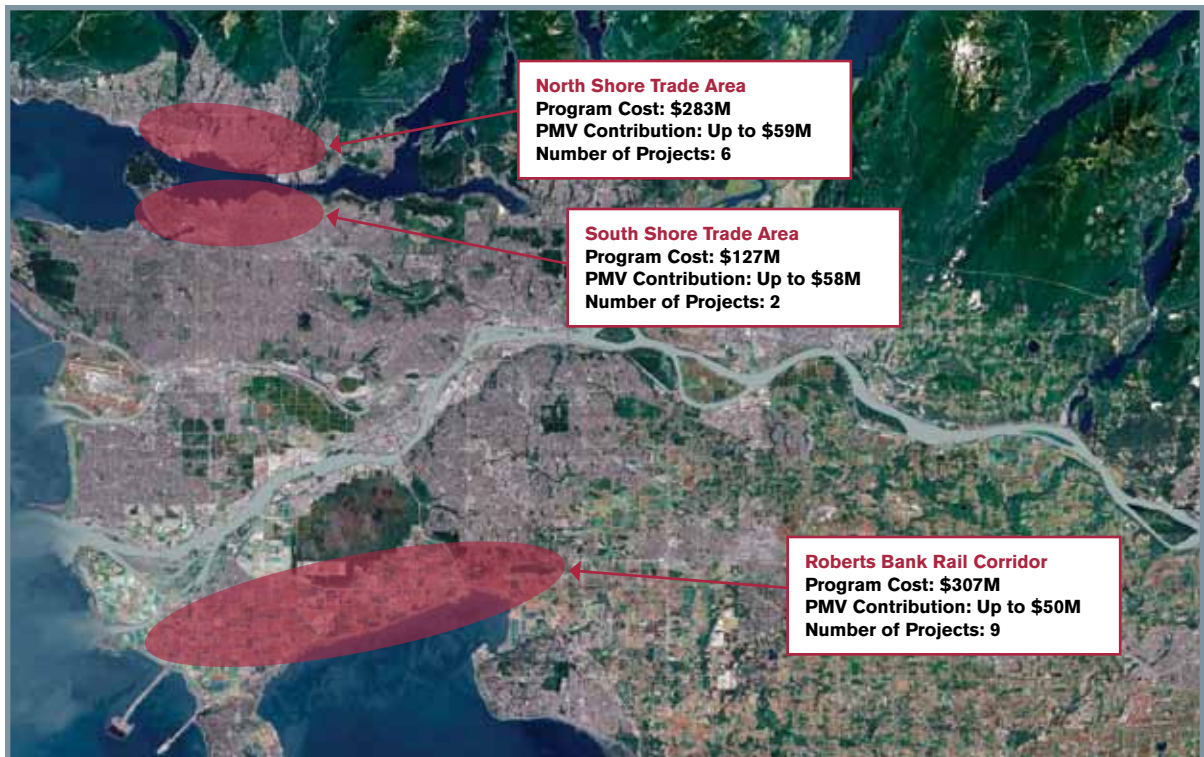 North Shore Trade Area
Program Cost: $283M
PMV Contribution: Up to $59M
Number of Projects: 6
South Shore Trade Area
Program Cost: $127M
PMV Contribution: Up to $58M
Number of Projects: 2
Roberts Bank Rail Corridor
Program Cost: $307M
PMV Contribution: Up to $50M
Number of Projects: 9